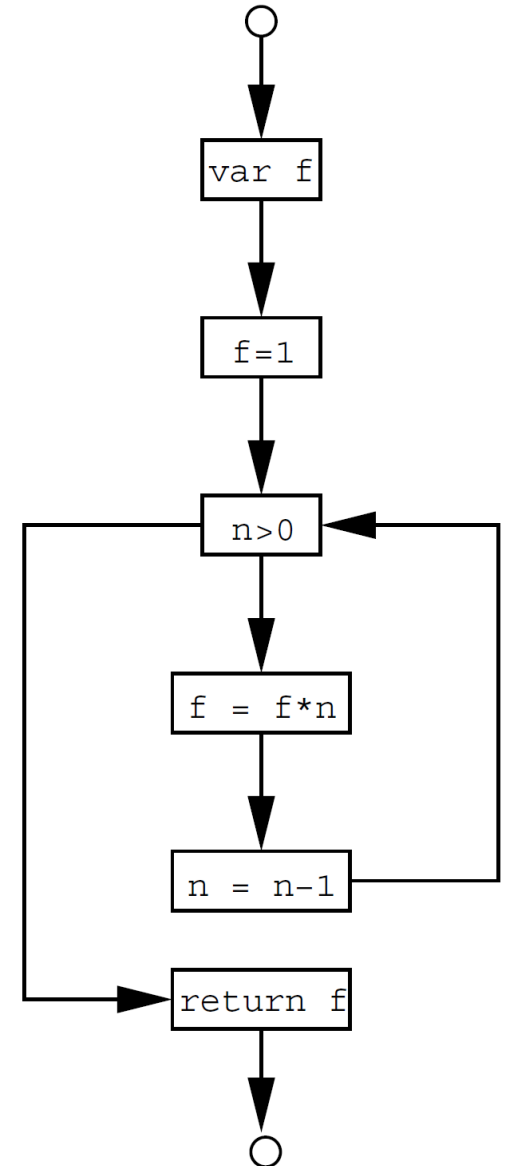 var f
f=1
n>0
f = f*n
n = n-1
return f